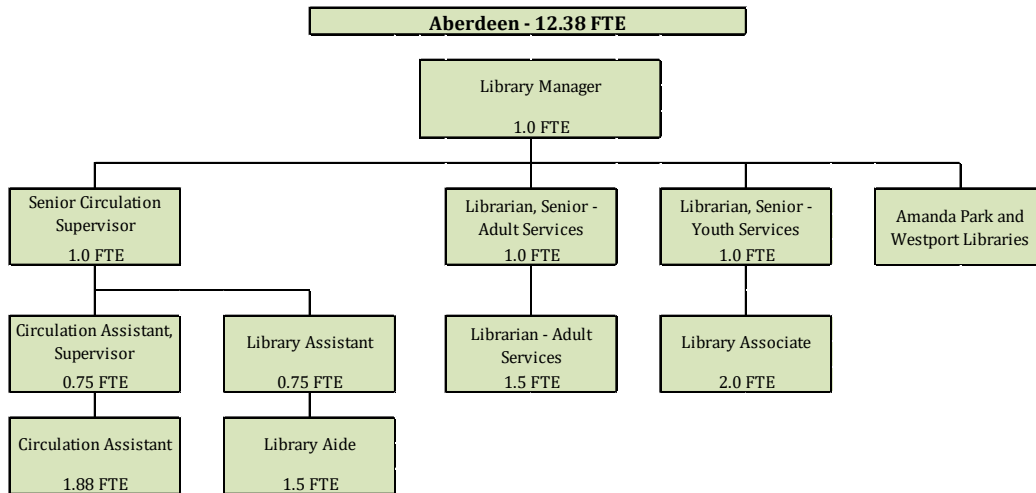 Aberdeen - 12.38 FTE
Library Manager
1.0 FTE
Senior Circulation
Supervisor
1.0 FTE
Librarian, Senior -
Adult Services
1.0 FTE
Librarian, Senior -
Youth Services
1.0 FTE
Amanda Park and
Westport Libraries
Circulation Assistant,
Supervisor
0.75 FTE
Library Assistant
0.75 FTE
Librarian - Adult
Services
1.5 FTE
Library Associate
2.0 FTE
Circulation Assistant
1.88 FTE
Library Aide
1.5 FTE